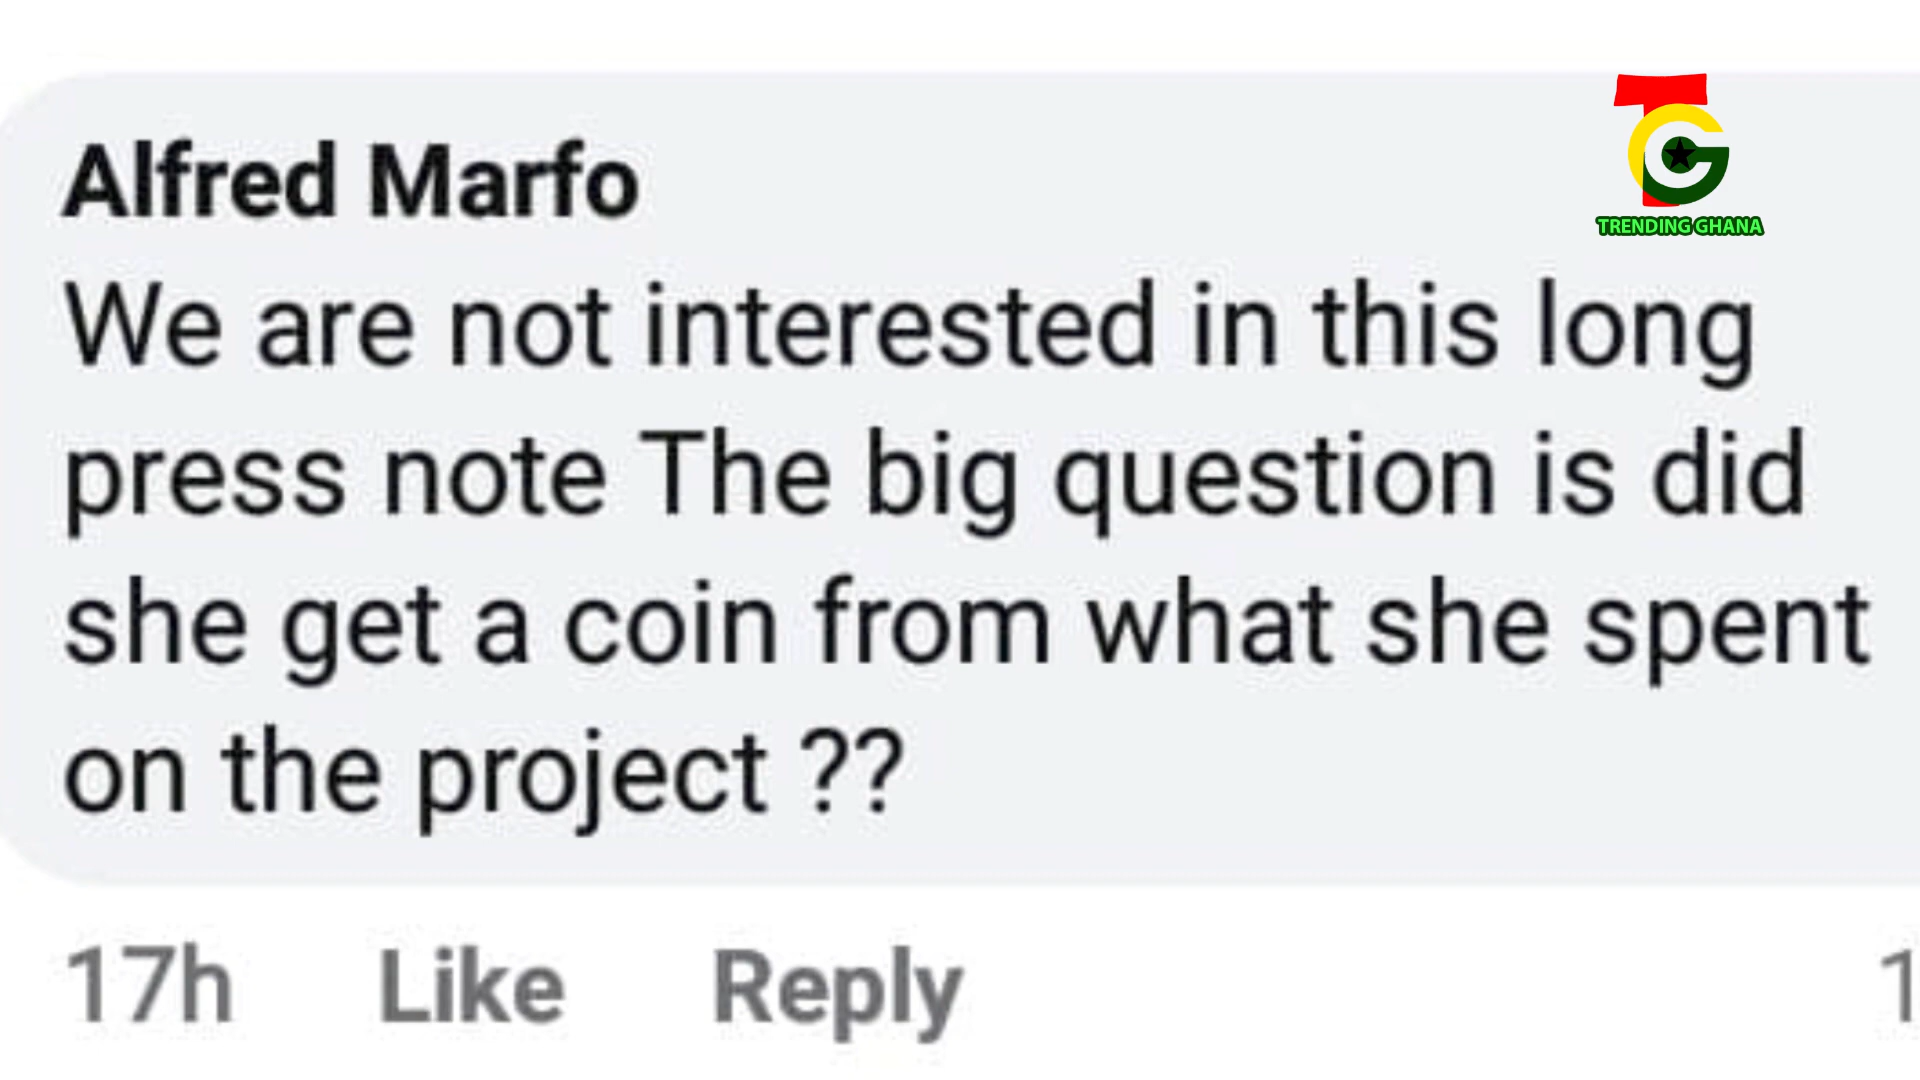 TRENDING GHANA
Alfred Marfo
We are not interested in this long
press note The big question is did
she get a coin from what she spent
on the project ??
17h Like Reply 1